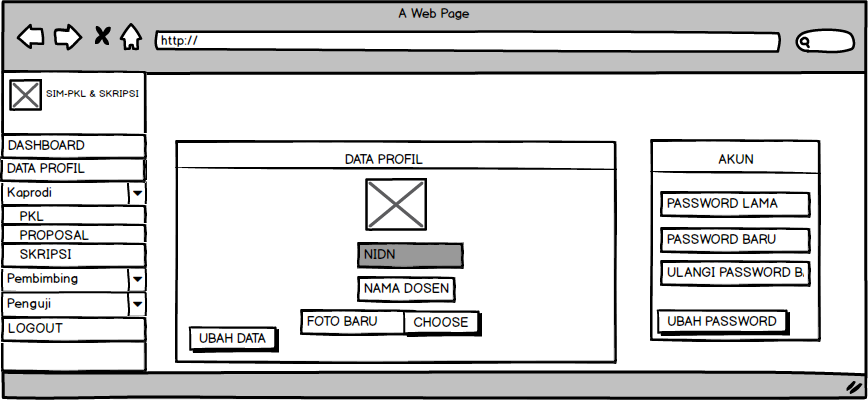 A Web Page
http://
SIM-PKL & SKRIPSI
DASHBOARD
DATA PROFIL
Kaprodi
PKL
PROPOSAL
SKRIPSI
Pembimbing
Penguji
LOGOUT
DATA PROFIL
NIDN
NAMA DOSEN
FOTO BARU CHOOSE
UBAH DATA
AKUN
PASSWORD LAMA
PASSWORD BARU
ULANGI PASSWORD B
UBAH PASSWORD